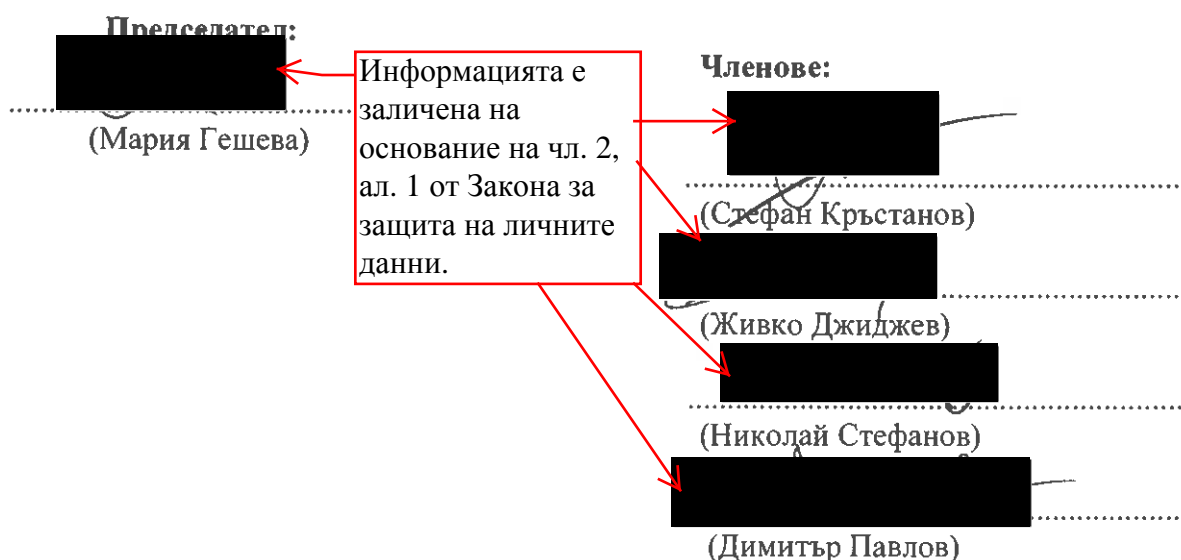 Председател:
(Мария Гешева)
Информацията е
заличена на
основание на чл. 2,
ал. 1 от Закона за
защита на личните
данни.
Членове:
(Стефан Кръстанов)
(Живко Джиджев)
(Николай Стефанов)
(Димитър Павлов)